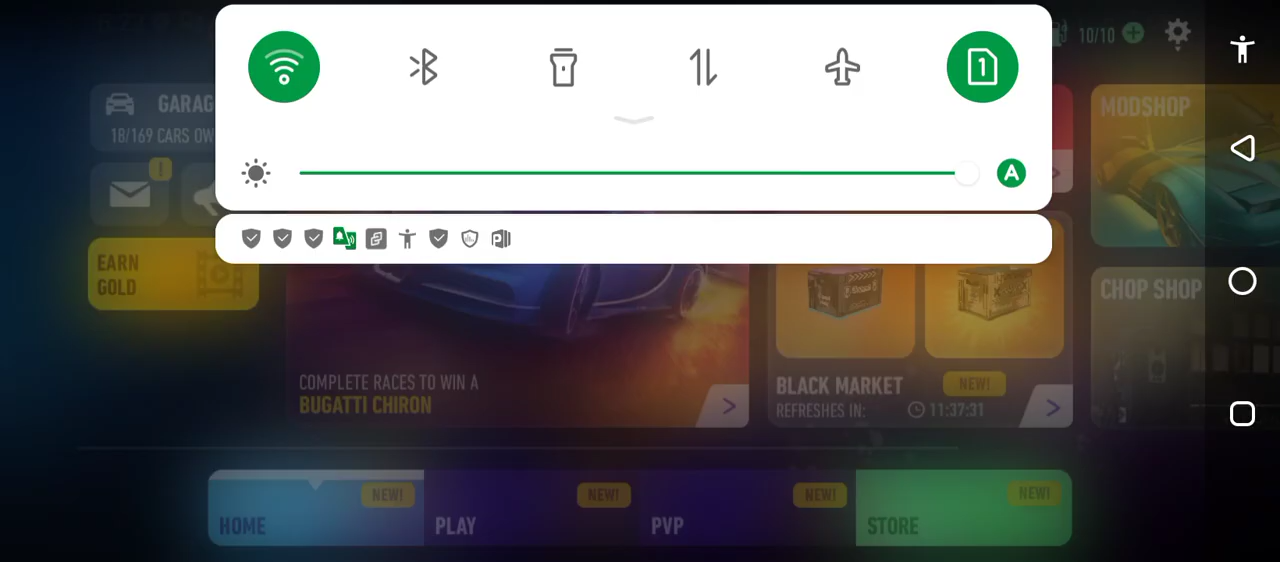 10/10
GARAG
18/169 CARS OW
MODSHOP
1
A
!
EARN
GOLD
CHOP SHOP
COMPLETE RACES TO WIN A
BUGATTI CHIRON
BLACK MARKET
NEW!
REFRESHES IN:
11:37:31
HOME
NEW!
PLAY
NEW!
PVP
NEW!
STORE
NEW!